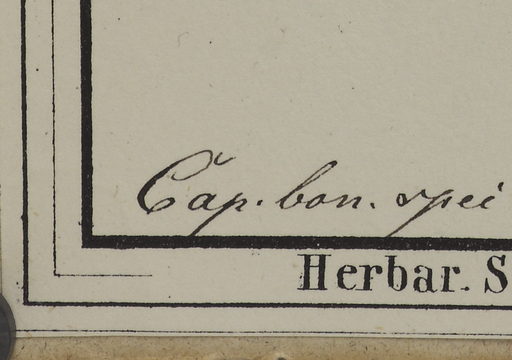 Cap. bon. spei
Herbar. S